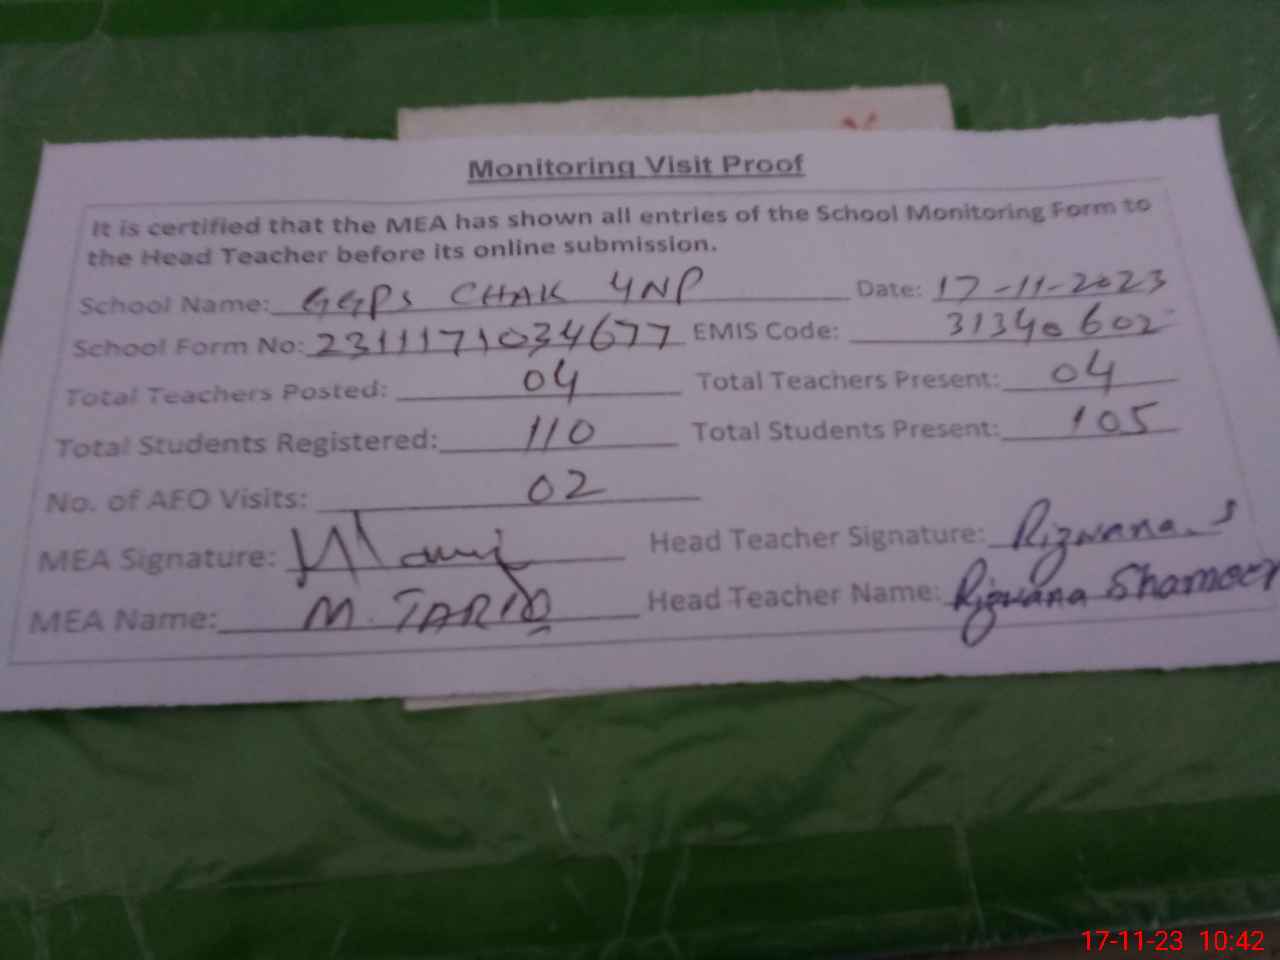 Monitoring Visit Proof
It is certified that the MEA has shown all entries of the School Monitoring Form to
the Head Teacher before its online submission.
School Name: GGPS CHAK 4NP Date: 17-11-2023
School Form No: 2311171034677 EMIS Code: 31340602
Total Teachers Posted: 04 Total Teachers Present: 04
Total Students Registered: 110 Total Students Present: 105
No. of AEO Visits: 02
MEA Signature: Head Teacher Signature: Rizwana S
MEA Name: M. TARIQ Head Teacher Name: Rizwana Shameer
17-11-23 10:42